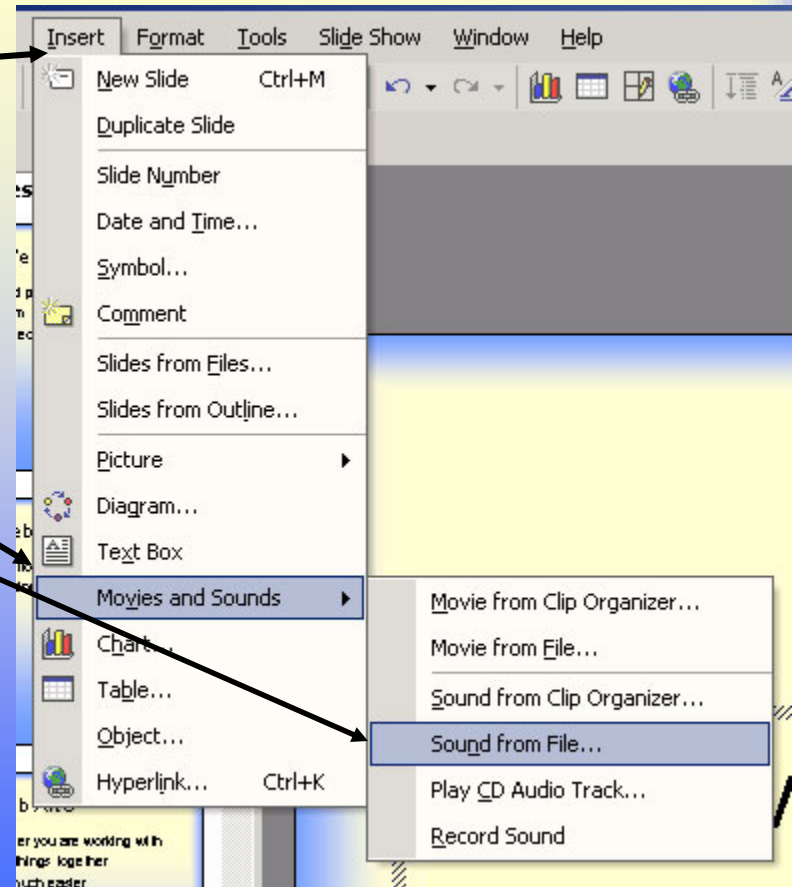 Insert Format Tools Slide Show Window Help
New Slide Ctrl+M
Duplicate Slide
Slide Number
Date and Time...
Symbol...
Comment
Slides from Files...
Slides from Outline...
Picture
Diagram...
Text Box
Movies and Sounds
Chart...
Table...
Object...
Hyperlink... Ctrl+K
Movie from Clip Organizer...
Movie from File...
Sound from Clip Organizer...
Sound from File...
Play CD Audio Track...
Record Sound
er you are working with
things together
much easier